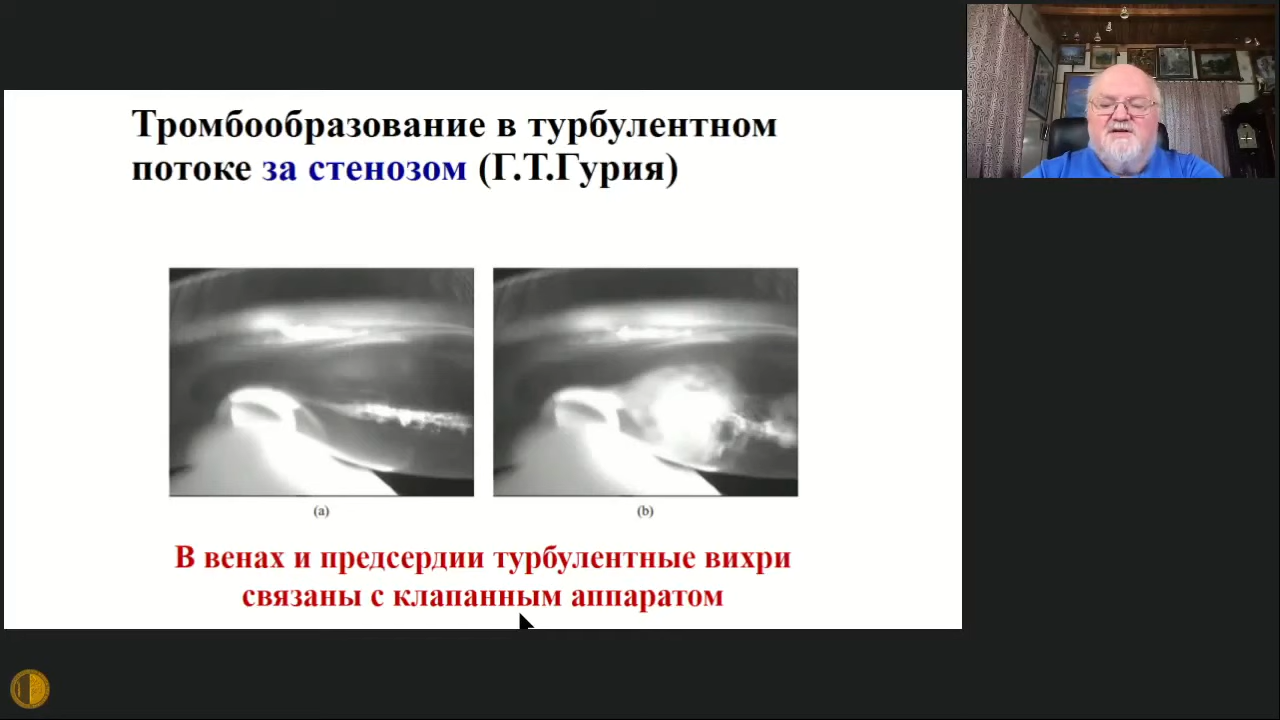 Тромбообразование в турбулентном
потоке за стенозом (Г.Т.Гурия)
(a)
(b)
В венах и предсердии турбулентные вихри
связаны с клапанным аппаратом